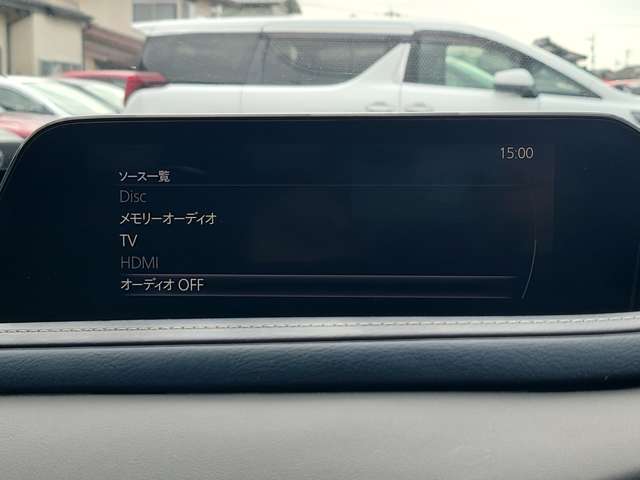 15:00
ソース一覧
Disc
メモリーオーディオ
TV
HDMI
オーディオ OFF